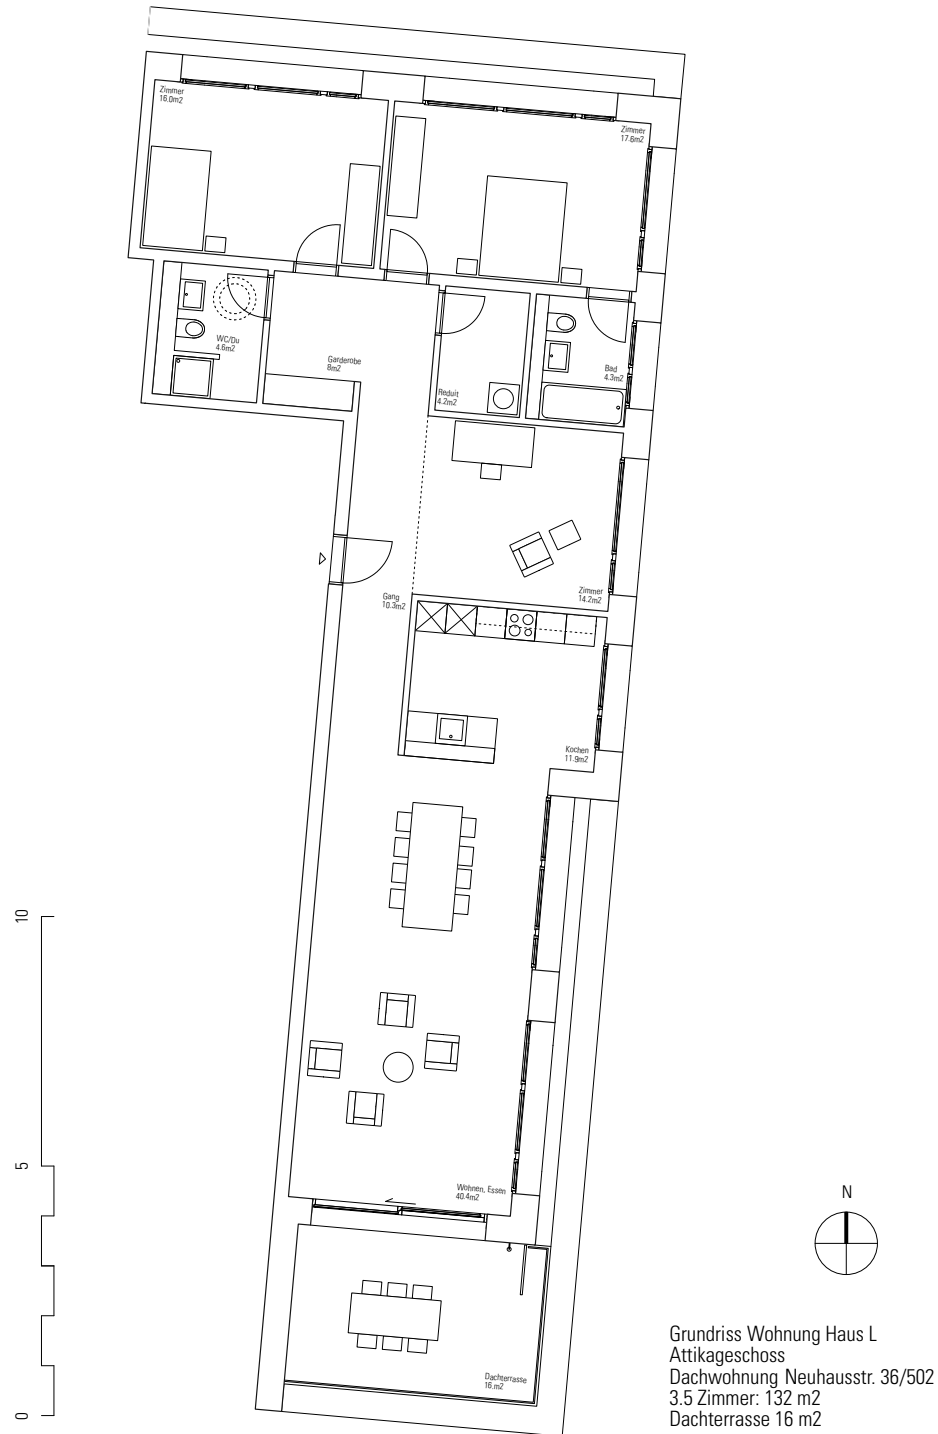 Zimmer
16.0m2
Zimmer
17.6m2
WC/Du
4.6m2
Garderobe
8m2
Reduit
4.2m2
Bad
4.3m2
Zimmer
14.2m2
Gang
10.3m2
Kochen
11.9m2
10
5
0
Wohnen, Essen
40.4m2
Dachterrasse
16.m2
N
Grundriss Wohnung Haus L
Attikageschoss
Dachwohnung Neuhausstr. 36/502
3.5 Zimmer: 132 m2
Dachterrasse 16 m2